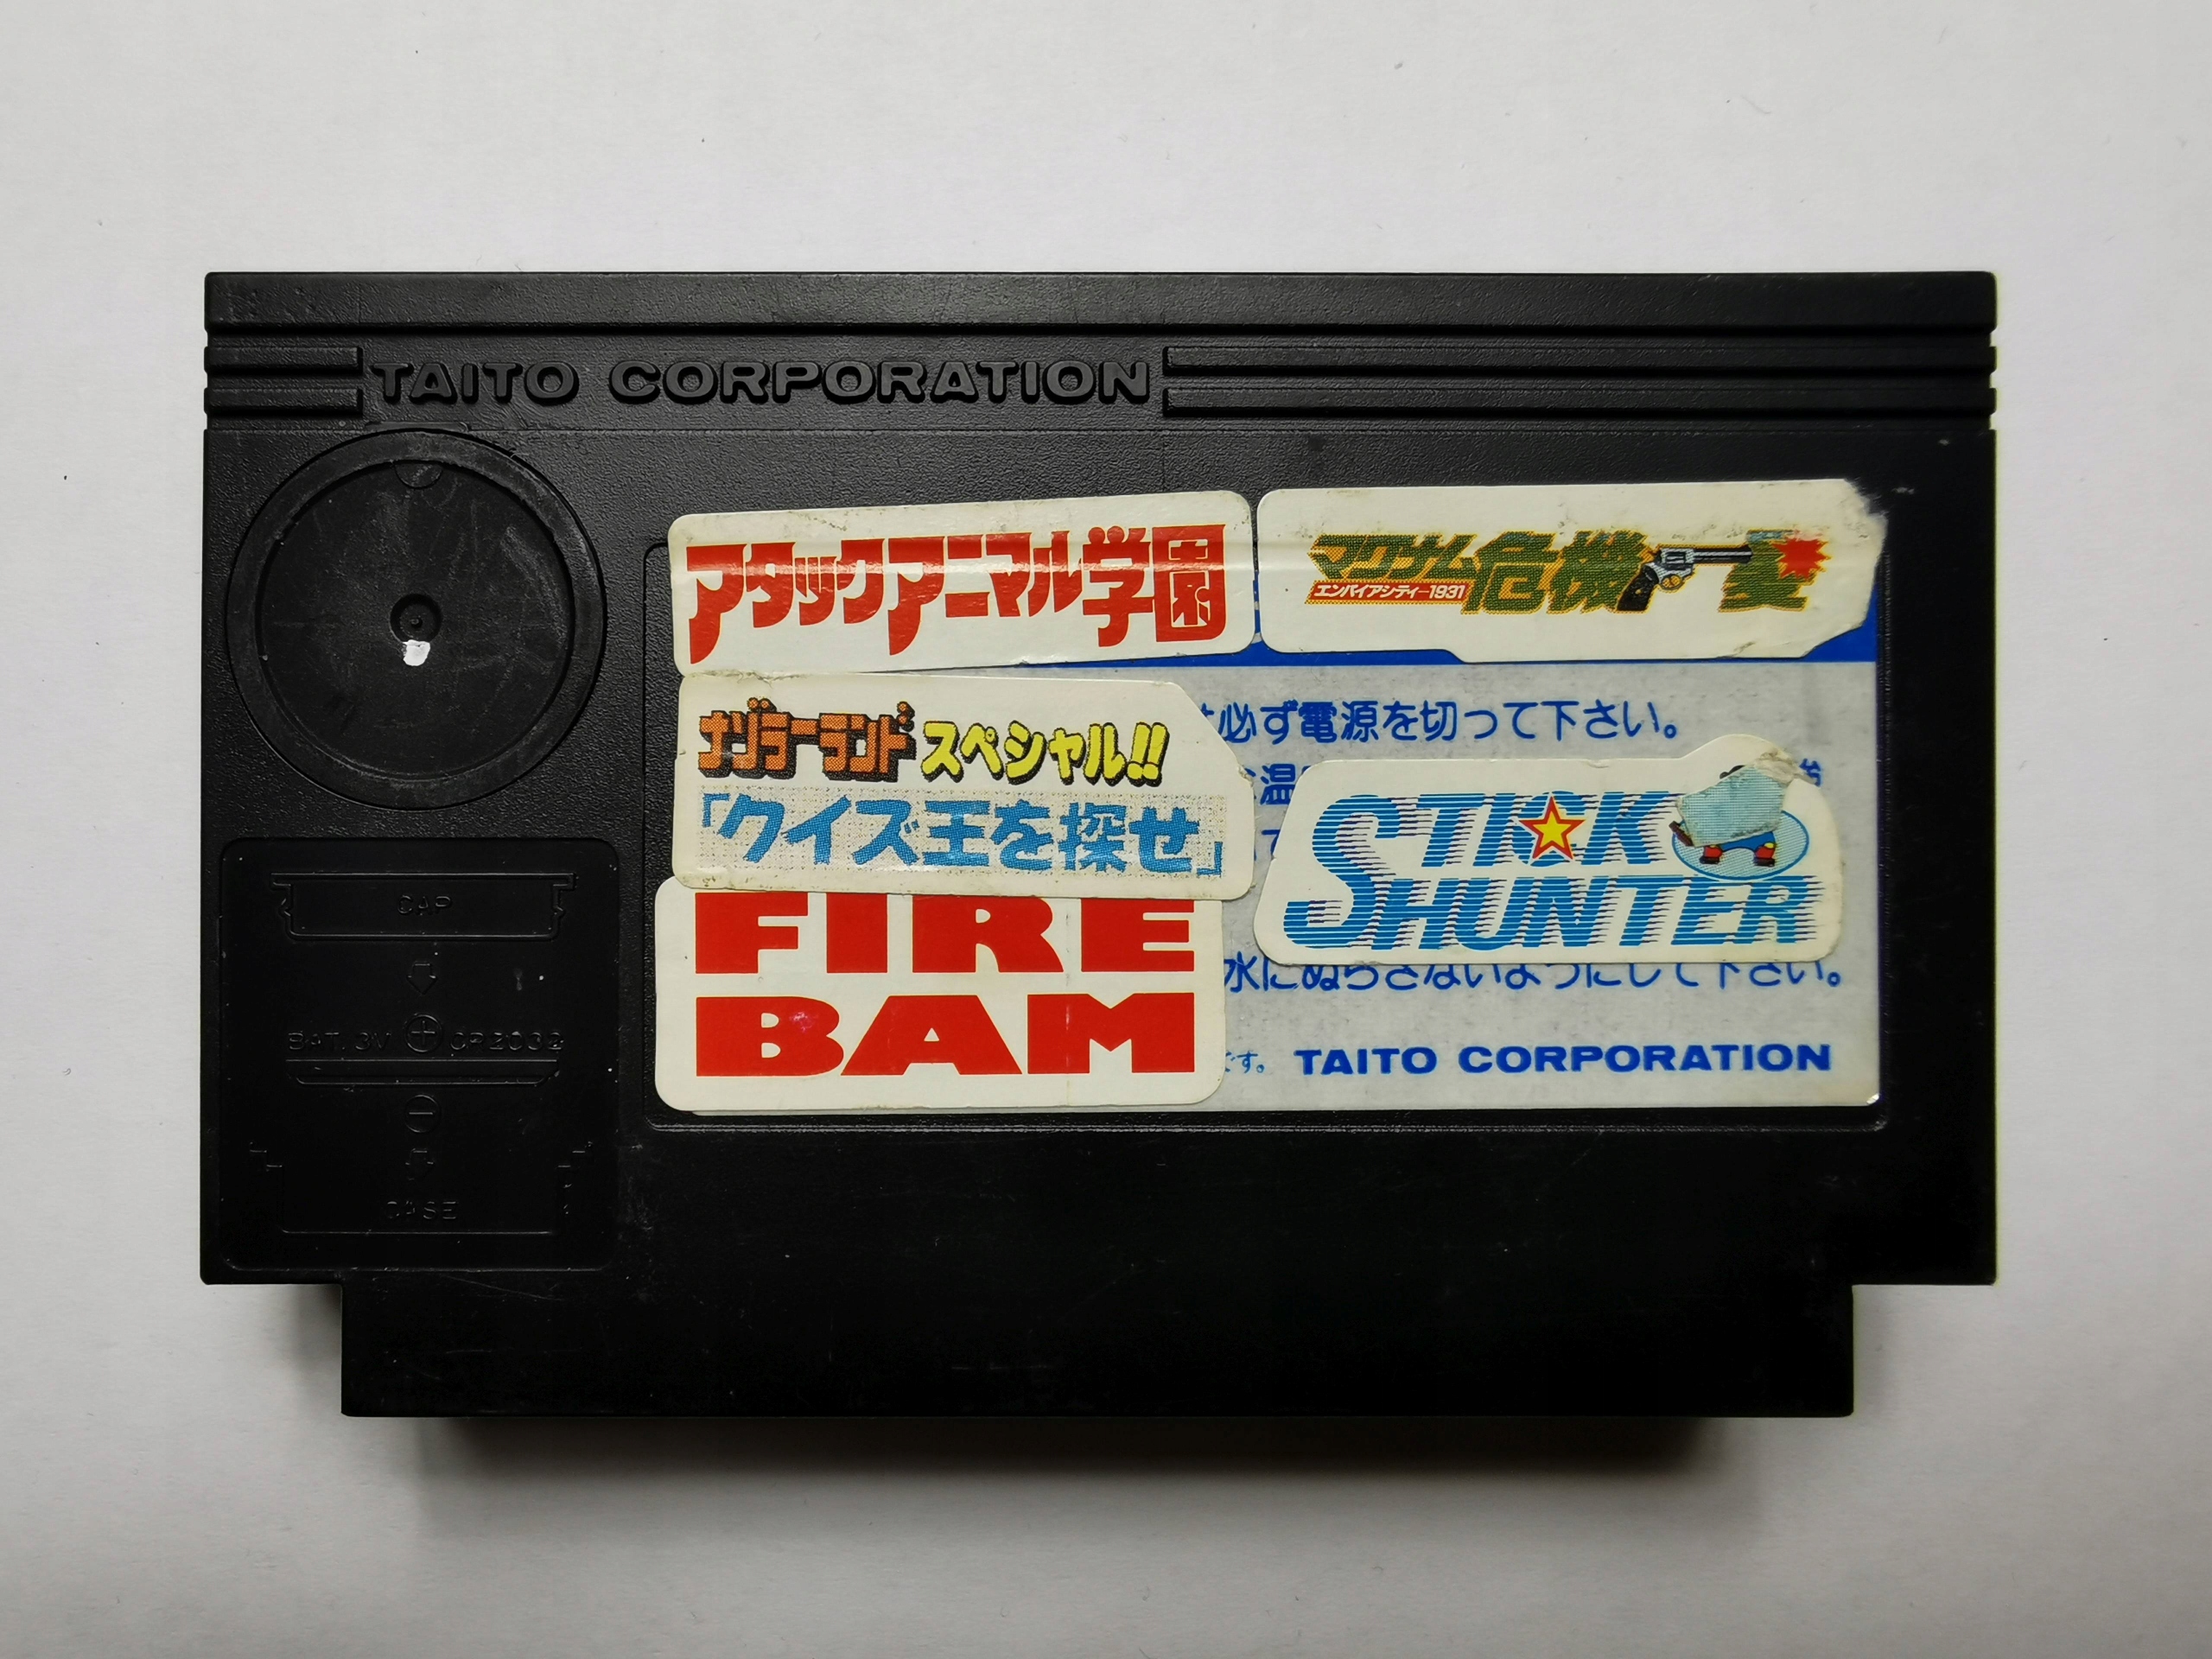 TAITO CORPORATION
アタックアニマル学園
マグナム危機一髪
エンパイアシティー1931
ナゾラーランド スペシャル!!
「クイズ王を探せ」
必ず電源を切って下さい。
温
STICK
HUNTER
FIRE
BAM
水にぬらさないようにして下さい。
です。 TAITO CORPORATION
CAP
BAT. 3V ⊕ CR2032
⊖
CASE